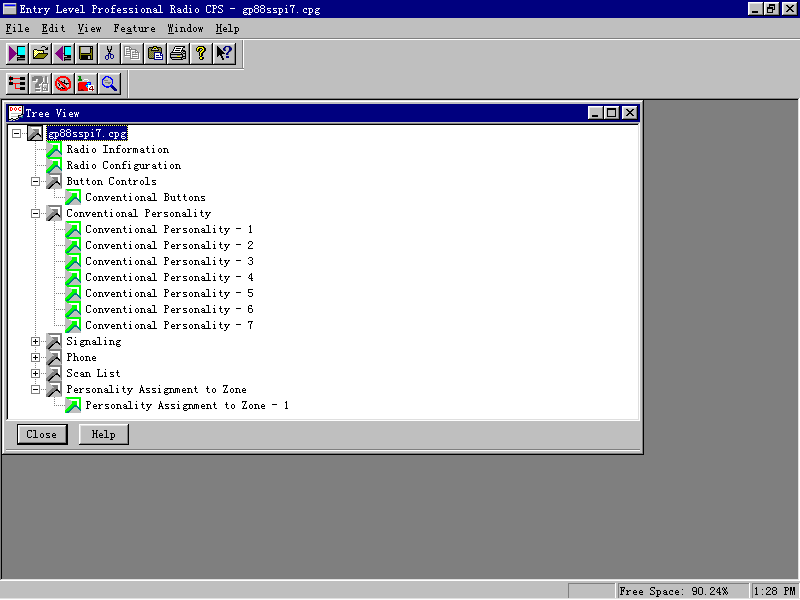 Entry Level Professional Radio CPS - gp88sspi7.cpg
File Edit View Feature Window Help
Tree View
gp88sspi7.cpg
Radio Information
Radio Configuration
Button Controls
Conventional Buttons
Conventional Personality
Conventional Personality - 1
Conventional Personality - 2
Conventional Personality - 3
Conventional Personality - 4
Conventional Personality - 5
Conventional Personality - 6
Conventional Personality - 7
Signaling
Phone
Scan List
Personality Assignment to Zone
Personality Assignment to Zone - 1
Close Help
Free Space: 90.24% 1:28 PM